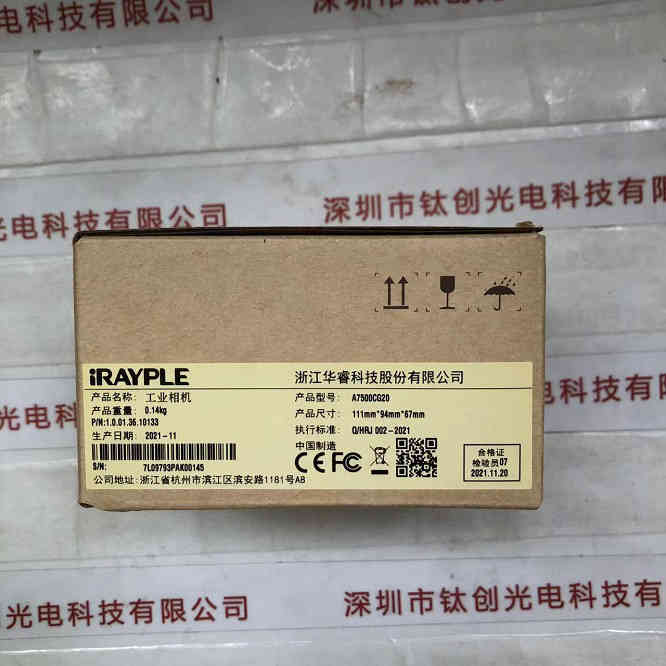 电科技有限公司
深圳市钛创光电科技有限
光电科技有限公司
深圳市钛创光电科技有
iRAYPLE
浙江华睿科技股份有限公司
产品名称: 工业相机
产品型号: A7500CG20
产品重量: 0.14kg
产品尺寸: 111mm*94mm*67mm
P/N:1.0.01.36.10133
执行标准: Q/HRJ 002-2021
生产日期: 2021-11
中国制造
S/N: 7L09793PAK00145
CE FC
合格证
检验员07
2021.11.20
公司地址: 浙江省杭州市滨江区滨安路1181号A8
光电科技有限公司
深圳市钛创光电科技有